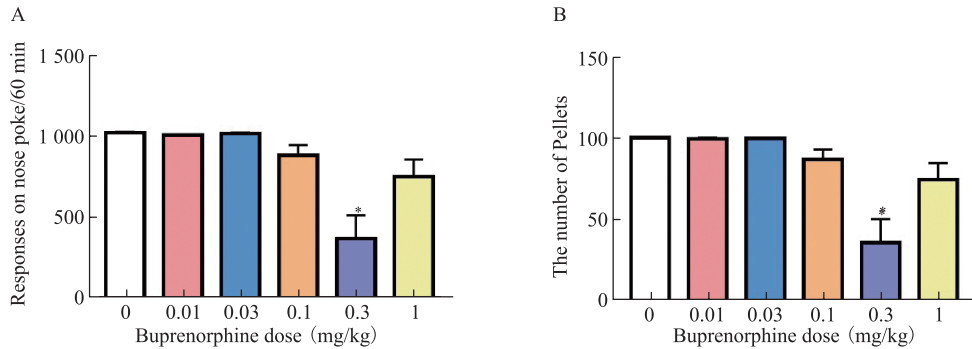 A
Responses on nose poke/60 min
1 500
1 000
500
0
*
0 0.01 0.03 0.1 0.3 1
Buprenorphine dose (mg/kg)
B
The number of Pellets
150
100
50
0
*
0 0.01 0.03 0.1 0.3 1
Buprenorphine dose (mg/kg)